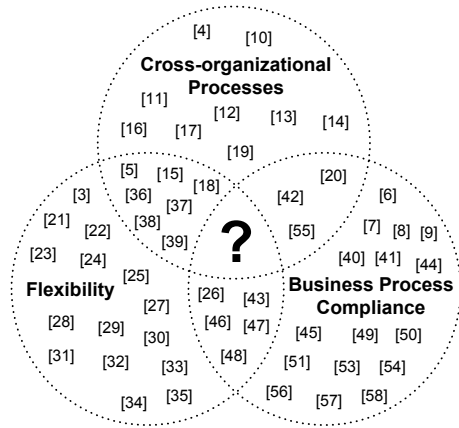 [4] [10]
Cross-organizational
Processes
[11] [12] [13] [14]
[16] [17]
[19]
[5] [15] [18] [20]
[3] [36] [37] [42] [6]
[21] [22] [38] [39] ? [55] [7] [8] [9]
[23] [24] [40] [41] [44]
[25]
Flexibility [26] [43] Business Process
Compliance
[27]
[28] [29] [30] [46] [47] [45] [49] [50]
[31] [32] [33] [48] [51] [53] [54]
[34] [35] [56] [57] [58]